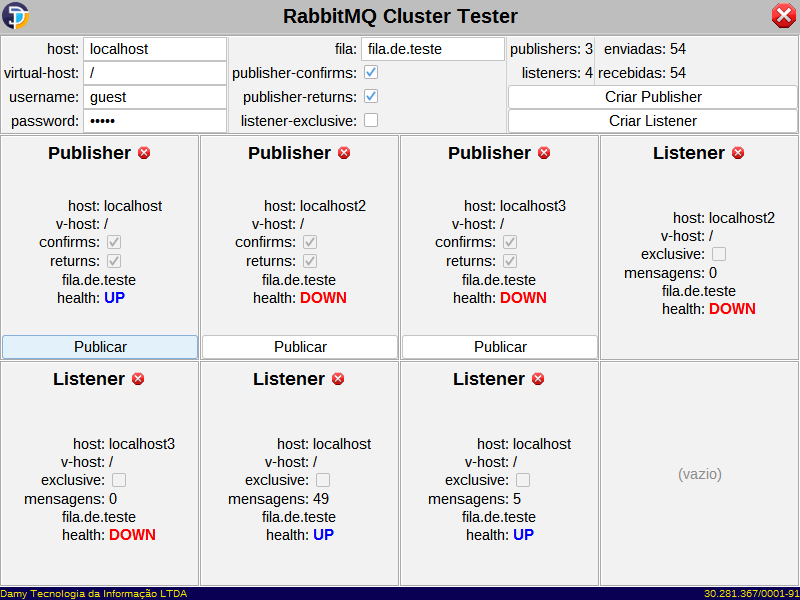 RabbitMQ Cluster Tester
host: localhost
virtual-host: /
username: guest
password: •••••
fila: fila.de.teste
publisher-confirms:
publisher-returns:
listener-exclusive:
publishers: 3 enviadas: 54
listeners: 4 recebidas: 54
Criar Publisher
Criar Listener
Publisher
host: localhost
v-host: /
confirms:
returns:
fila.de.teste
health: UP
Publicar
Publisher
host: localhost2
v-host: /
confirms:
returns:
fila.de.teste
health: DOWN
Publicar
Publisher
host: localhost3
v-host: /
confirms:
returns:
fila.de.teste
health: DOWN
Publicar
Listener
host: localhost2
v-host: /
exclusive:
mensagens: 0
fila.de.teste
health: DOWN
Listener
host: localhost3
v-host: /
exclusive:
mensagens: 0
fila.de.teste
health: DOWN
Listener
host: localhost
v-host: /
exclusive:
mensagens: 49
fila.de.teste
health: UP
Listener
host: localhost
v-host: /
exclusive:
mensagens: 5
fila.de.teste
health: UP
(vazio)
Damy Tecnologia da Informação LTDA
30.281.367/0001-91